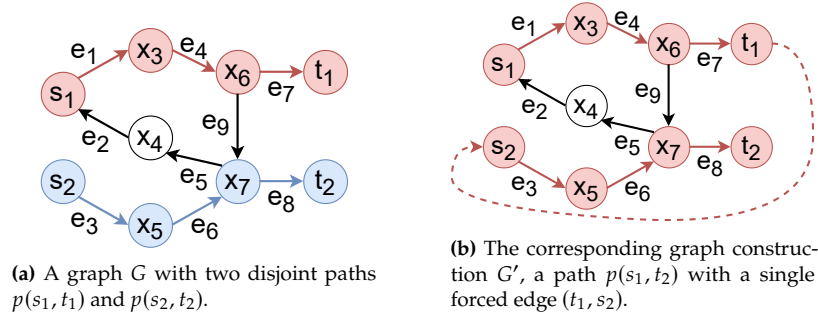 e1
x3
e4
x6
e7
t1
s1
e9
e2
x4
e5
s2
x7
e8
t2
e3
x5
e6
(a) A graph G with two disjoint paths
p(s1, t1) and p(s2, t2).
e1
x3
e4
x6
e7
t1
s1
e9
e2
x4
e5
s2
x7
e8
t2
e3
x5
e6
(b) The corresponding graph construc-
tion G′, a path p(s1, t2) with a single
forced edge (t1, s2).